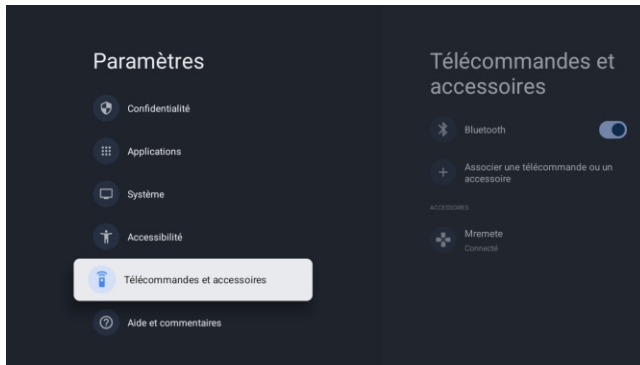 Paramètres
Confidentialité
Applications
Système
Accessibilité
Télécommandes et accessoires
Aide et commentaires
Télécommandes et
accessoires
Bluetooth
Associer une télécommande ou un
accessoire
ACCESSOIRES
Mremete
Connecté